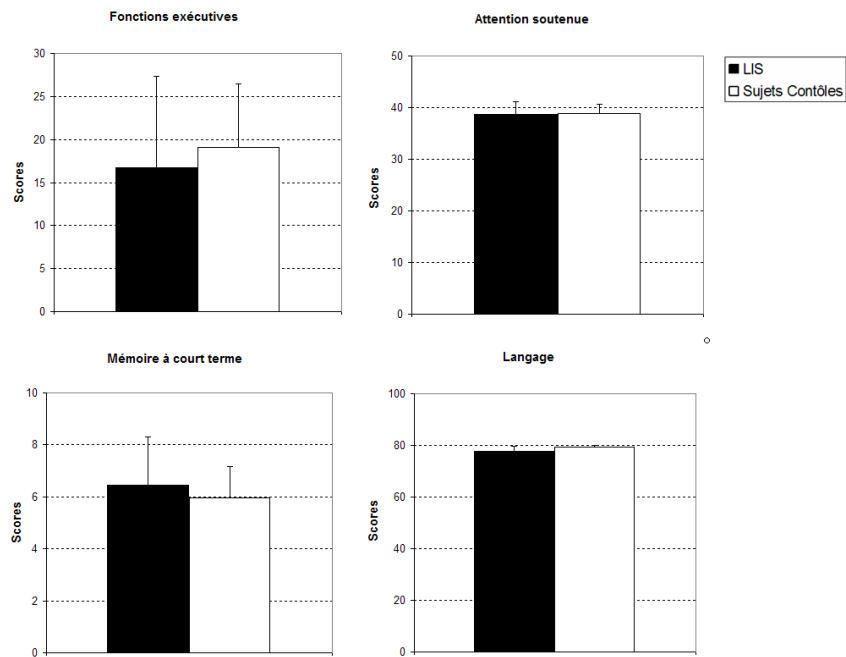 Fonctions exécutives
30
25
20
15
10
5
0
Scores
Attention soutenue
50
40
30
20
10
0
Scores
LIS
Sujets Contôles
Mémoire à court terme
10
8
6
4
2
0
Scores
Langage
100
80
60
40
20
0
Scores